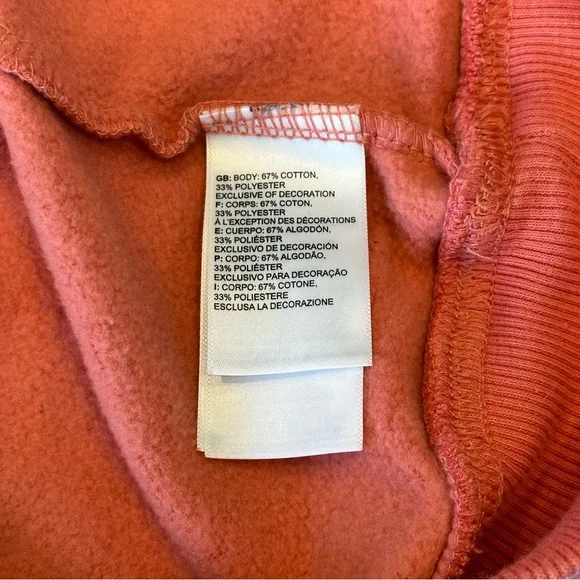 GB: BODY: 67% COTTON,
33% POLYESTER
EXCLUSIVE OF DECORATION
F: CORPS: 67% COTON,
33% POLYESTER
À L'EXCEPTION DES DÉCORATIONS
E: CUERPO: 67% ALGODÓN,
33% POLIÉSTER
EXCLUSIVO DE DECORACIÓN
P: CORPO: 67% ALGODÃO,
33% POLIÉSTER
EXCLUSIVO PARA DECORAÇÃO
I: CORPO: 67% COTONE,
33% POLIESTERE
ESCLUSA LA DECORAZIONE